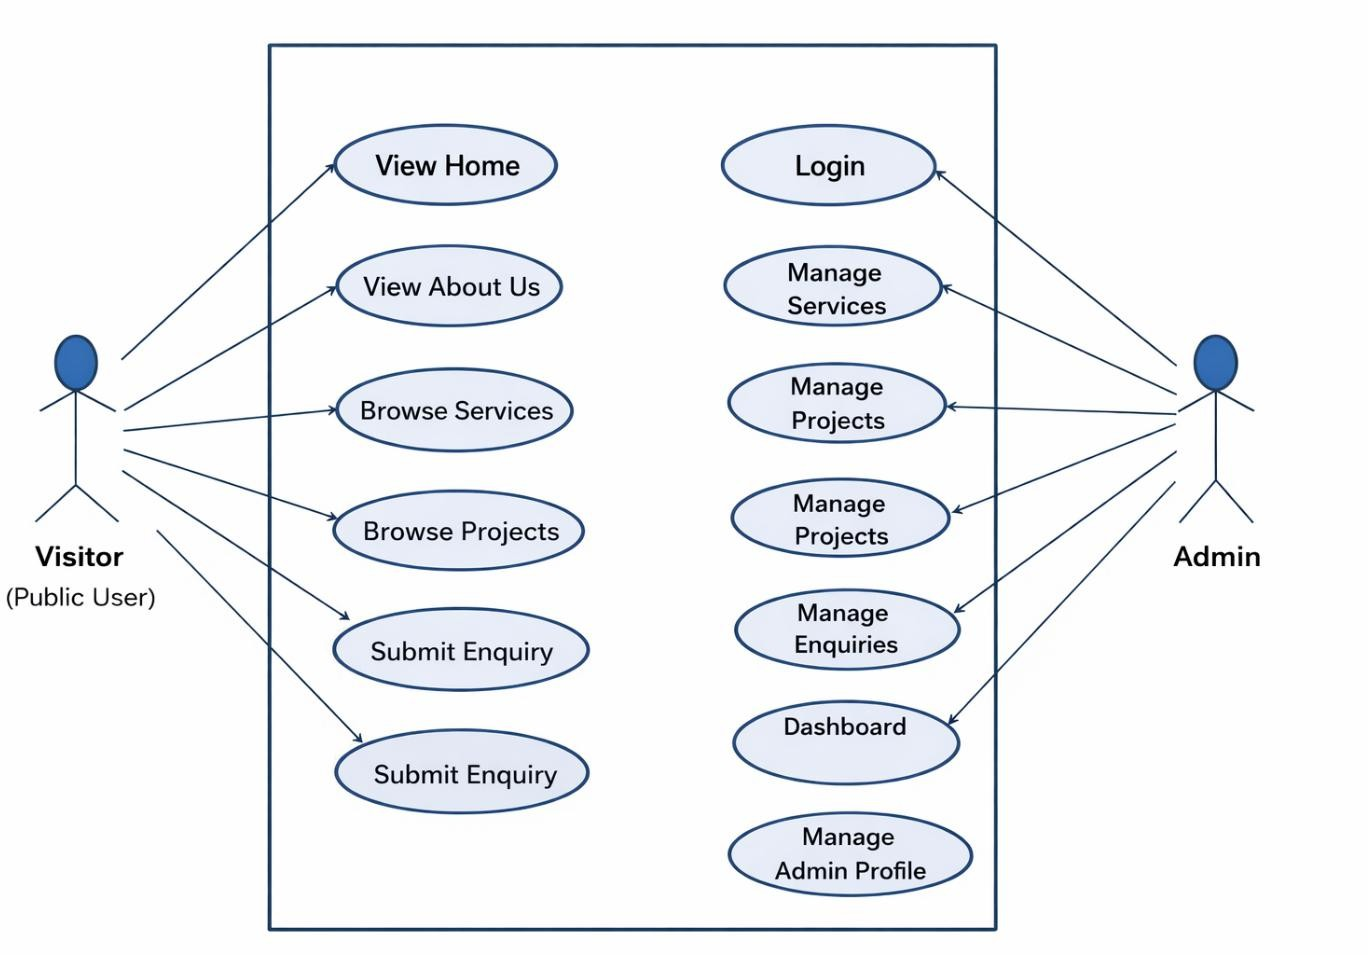 View Home
View About Us
Browse Services
Browse Projects
Submit Enquiry
Submit Enquiry
Visitor
(Public User)
Login
Manage
Services
Manage
Projects
Manage
Projects
Manage
Enquiries
Dashboard
Manage
Admin Profile
Admin